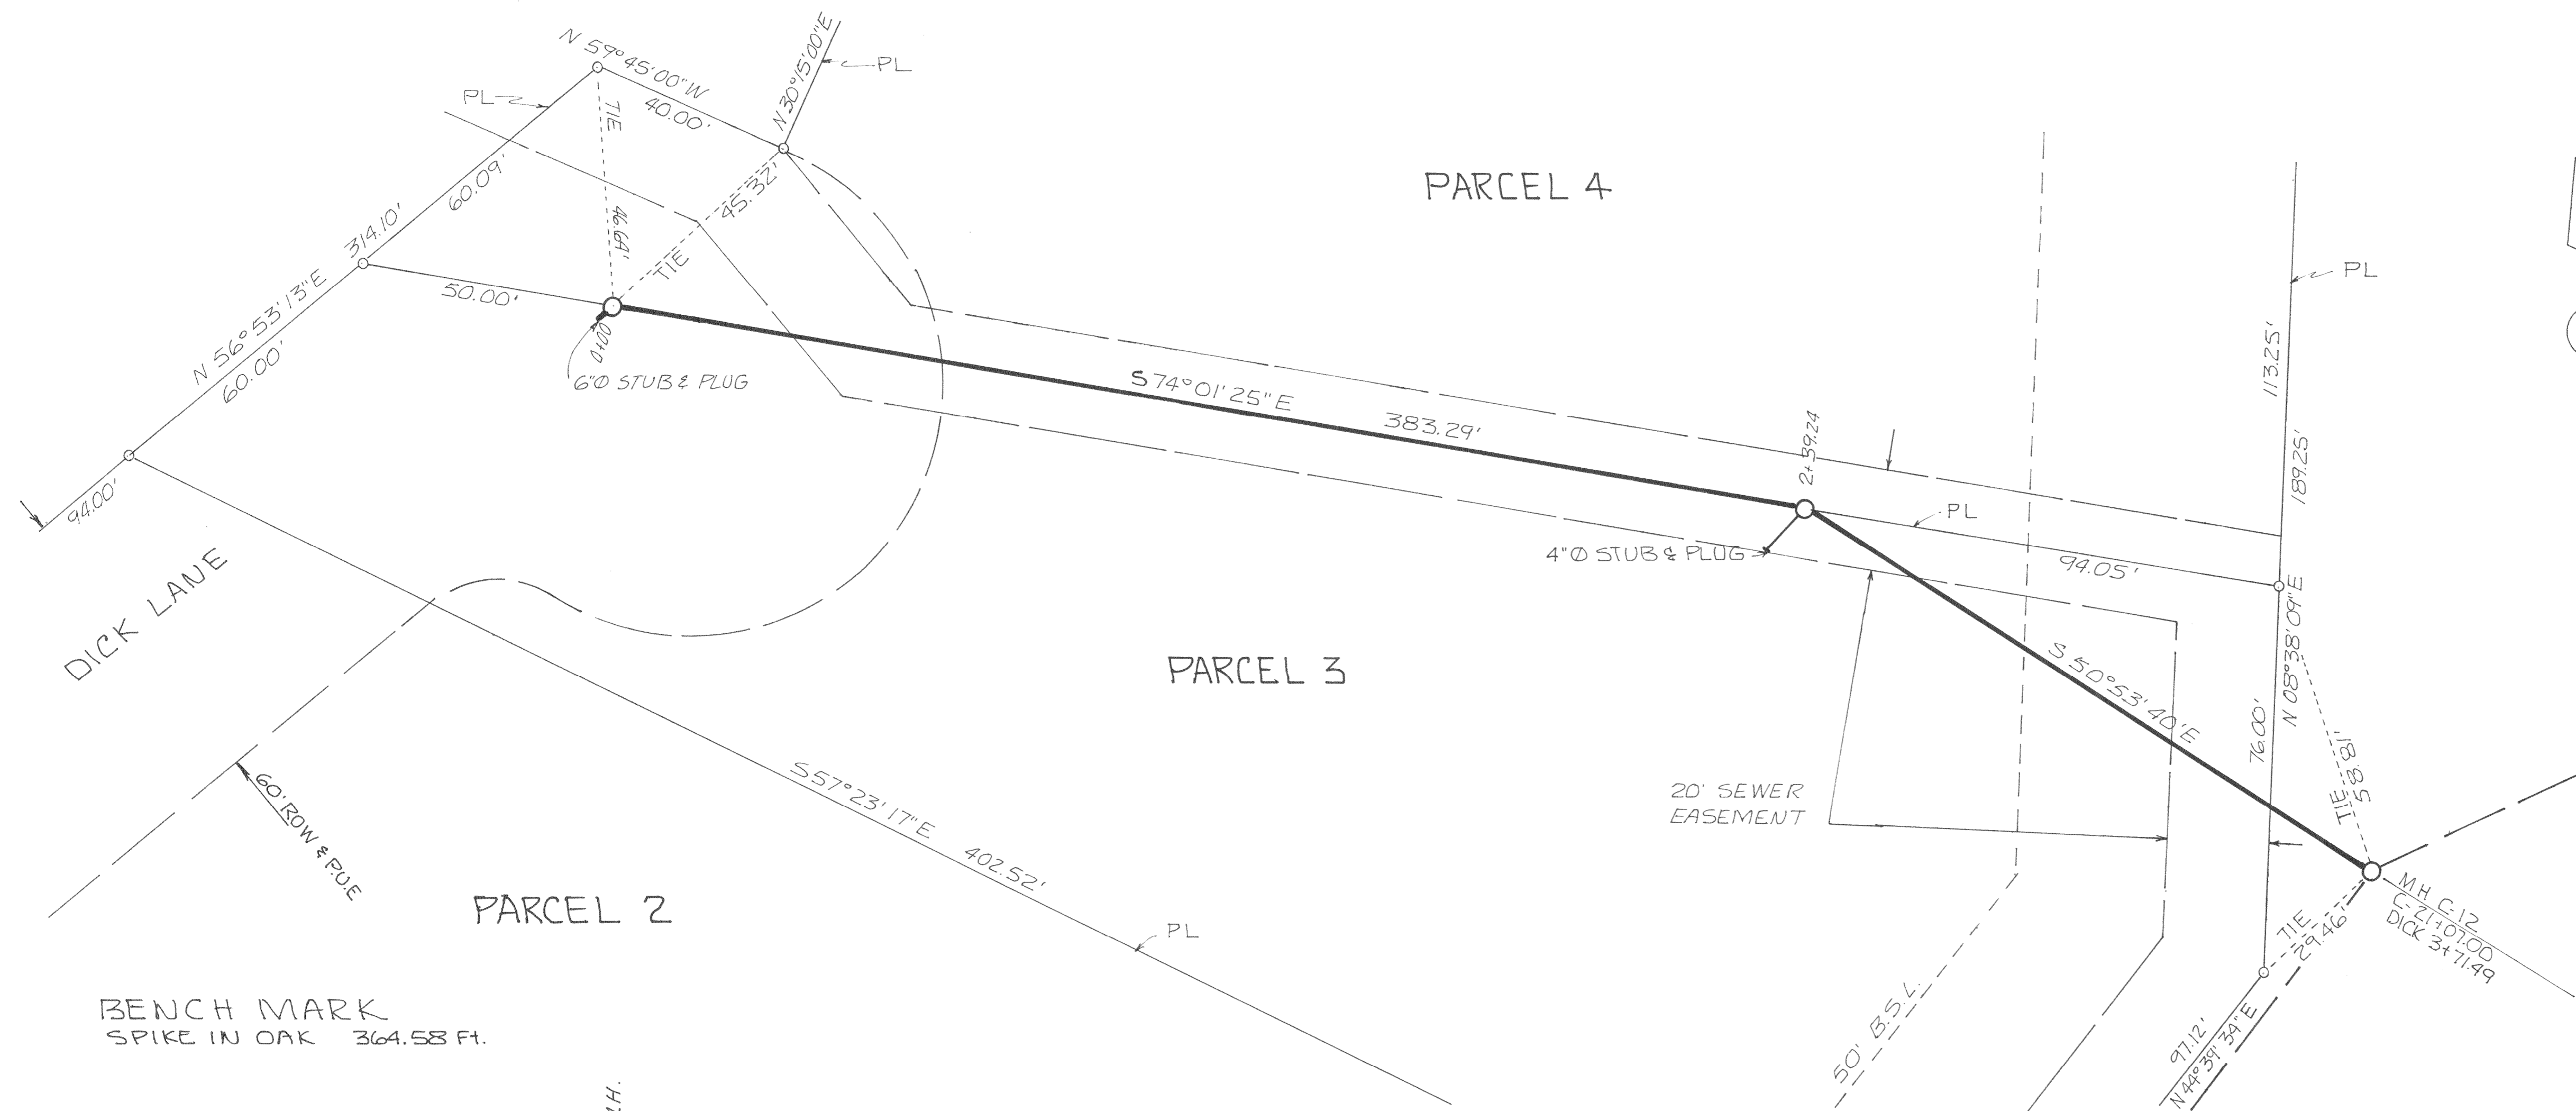 N 59°45'00"W
40.00'
N 30°15'00"E
PL
PL
TIE
46.64'
45.32'
TIE
60.09'
314.10'
N 56°53'13"E
60.00'
94.00'
50.00'
0+00
6"Ø STUB & PLUG
DICK LANE
60' ROW & P.U.E
PARCEL 4
S 74°01'25"E
383.29'
2+39.24
4"Ø STUB & PLUG
PL
94.05'
PL
113.25'
189.25'
N 08°38'09"E
76.00'
S 50°53'40"E
TIE
58.81'
PARCEL 3
20' SEWER
EASEMENT
S 57°23'17"E
402.52'
PL
PARCEL 2
50' B.S.L.
TIE
29.46'
MH C-12
C-21+07.00
DICK 3+71.49
97.12'
N 44°39'34"E
BENCH MARK
SPIKE IN OAK 364.58 Ft.